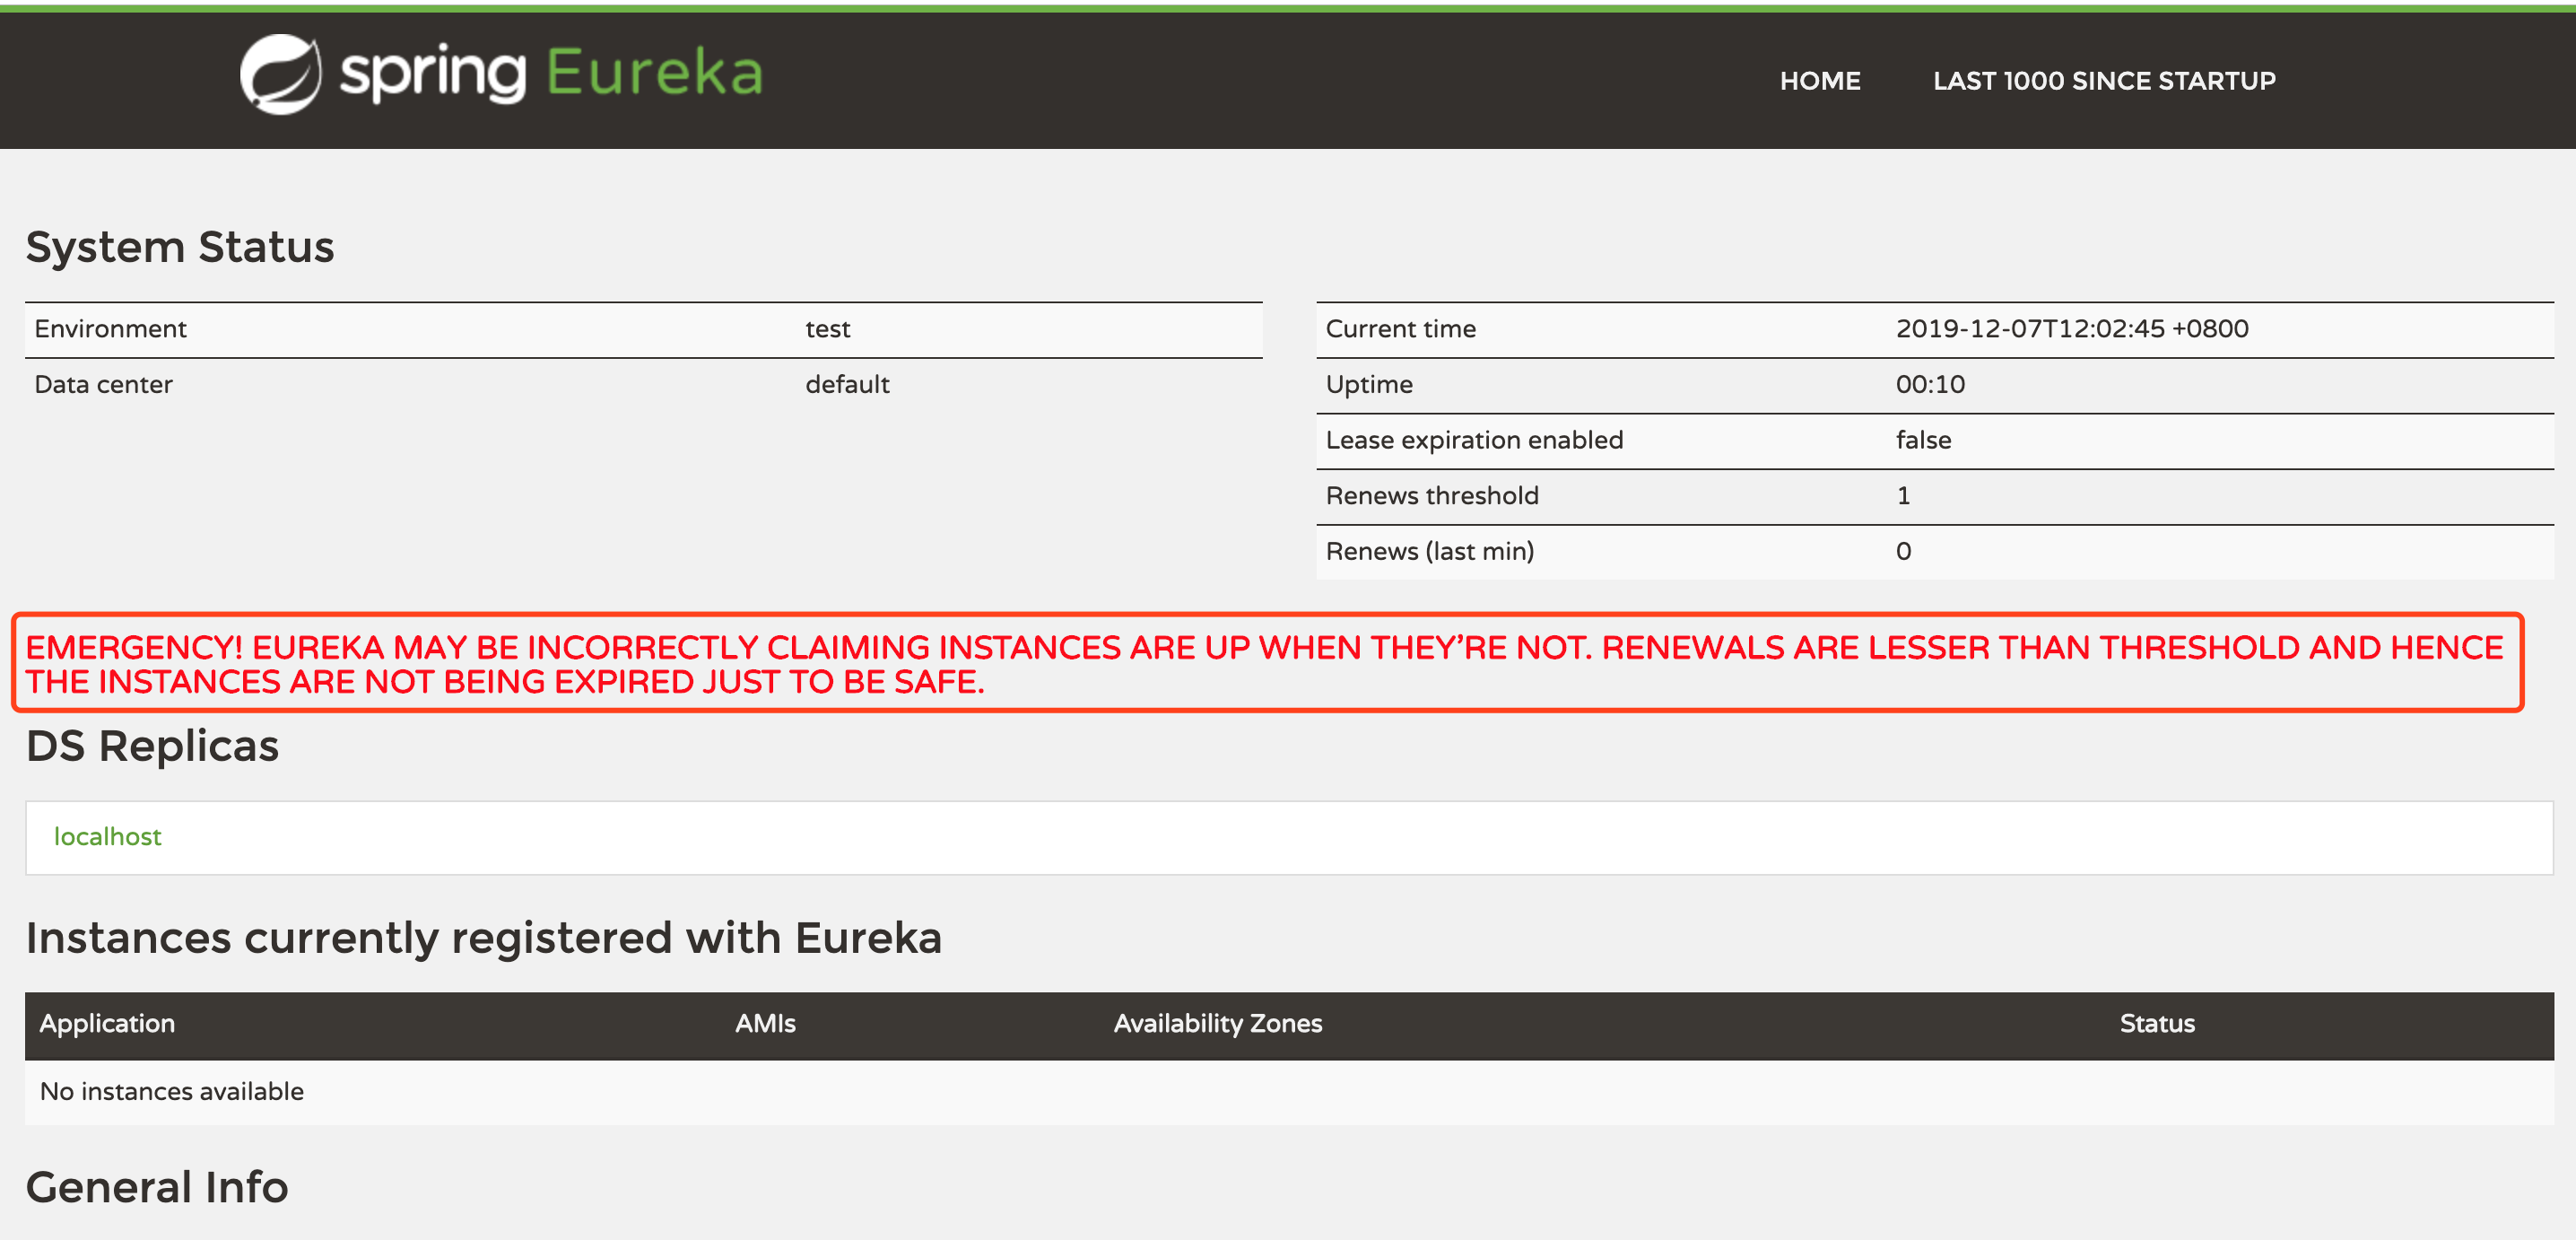 spring Eureka
HOME LAST 1000 SINCE STARTUP
System Status
Environment test
Data center default
Current time 2019-12-07T12:02:45 +0800
Uptime 00:10
Lease expiration enabled false
Renews threshold 1
Renews (last min) 0
EMERGENCY! EUREKA MAY BE INCORRECTLY CLAIMING INSTANCES ARE UP WHEN THEY’RE NOT. RENEWALS ARE LESSER THAN THRESHOLD AND HENCE
THE INSTANCES ARE NOT BEING EXPIRED JUST TO BE SAFE.
DS Replicas
localhost
Instances currently registered with Eureka
Application AMIs Availability Zones Status
No instances available
General Info